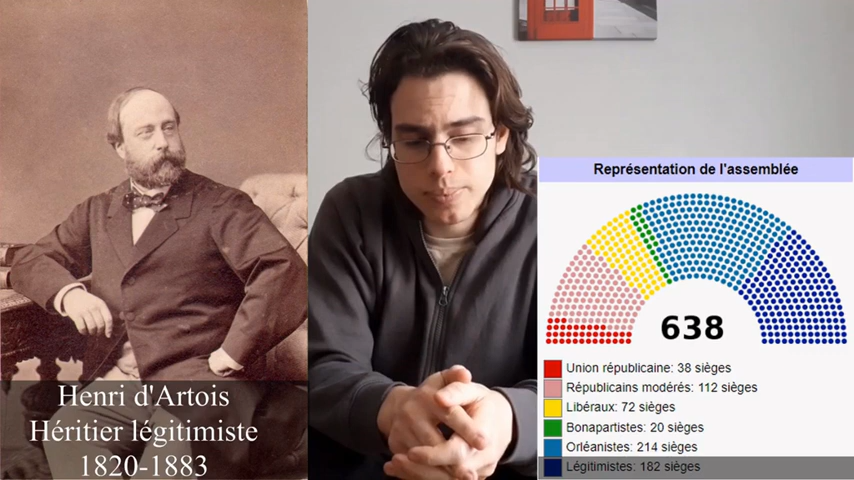 Henri d'Artois
Héritier légitimiste
1820-1883
Représentation de l'assemblée
638
Union républicaine: 38 sièges
Républicains modérés: 112 sièges
Libéraux: 72 sièges
Bonapartistes: 20 sièges
Orléanistes: 214 sièges
Légitimistes: 182 sièges